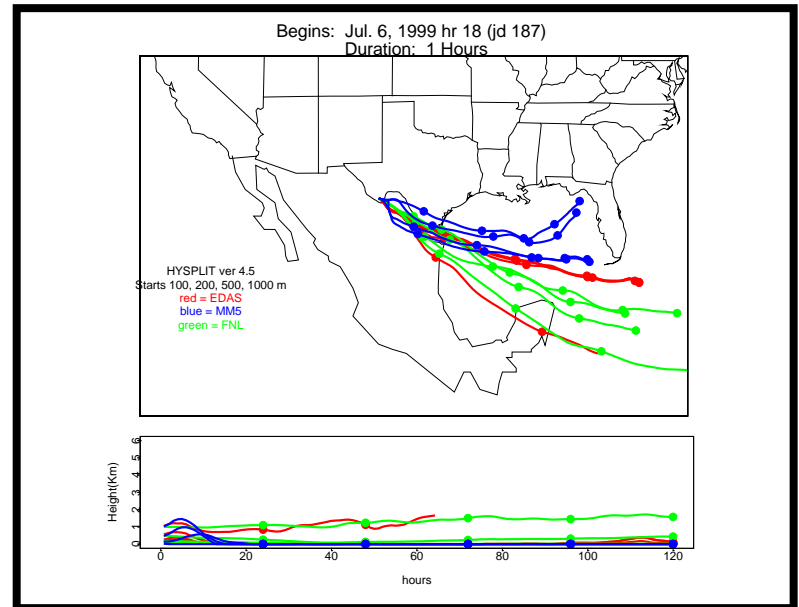 Begins: Jul. 6, 1999 hr 18 (jd 187)
Duration: 1 Hours
HYSPLIT ver 4.5
Starts 100, 200, 500, 1000 m
red = EDAS
blue = MM5
green = FNL
Height(Km)
6
5
4
3
2
1
0
0 20 40 60 80 100 120
hours